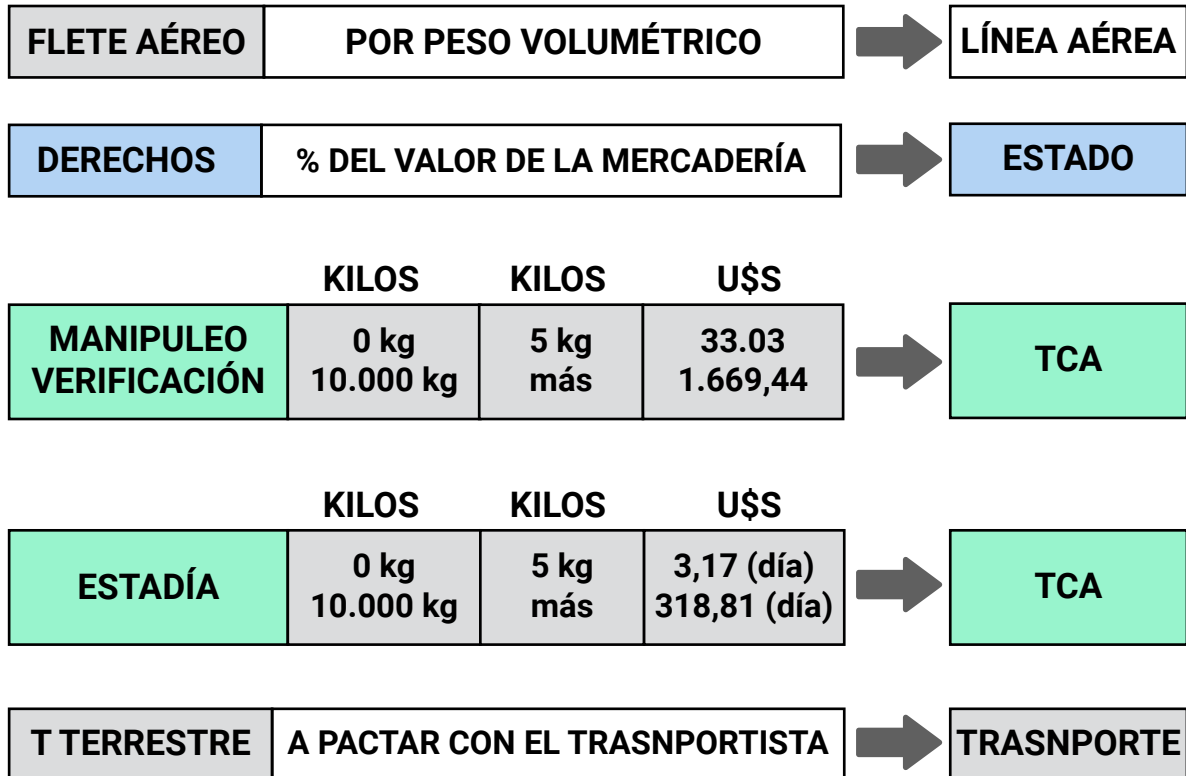 FLETE AÉREO POR PESO VOLUMÉTRICO LÍNEA AÉREA
DERECHOS % DEL VALOR DE LA MERCADERÍA ESTADO
KILOS KILOS U$S
MANIPULEO VERIFICACIÓN
0 kg 5 kg 33.03
10.000 kg más 1.669,44
TCA
KILOS KILOS U$S
ESTADÍA
0 kg 5 kg 3,17 (día)
10.000 kg más 318,81 (día)
TCA
T TERRESTRE A PACTAR CON EL TRASNPORTISTA TRASNPORTE